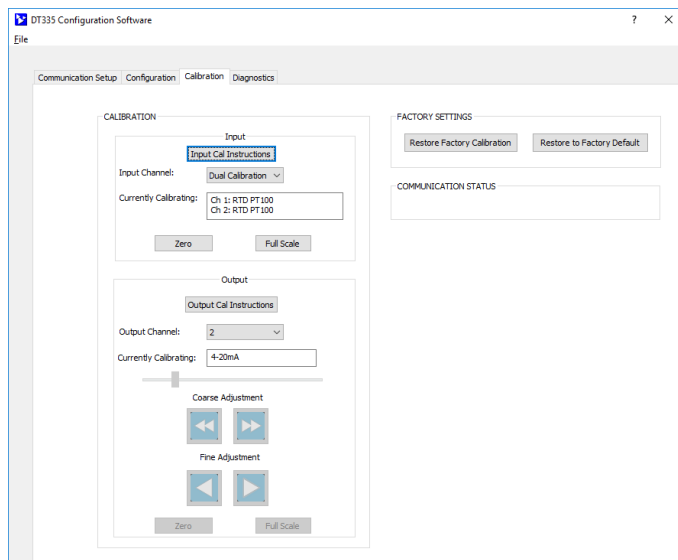 DT335 Configuration Software
?
File
Communication Setup
Configuration
Calibration
Diagnostics
CALIBRATION
Input
Input Cal Instructions
Input Channel:
Dual Calibration
Currently Calibrating:
Ch 1: RTD PT100
Ch 2: RTD PT100
Zero
Full Scale
Output
Output Cal Instructions
Output Channel:
2
Currently Calibrating:
4-20mA
Coarse Adjustment
Fine Adjustment
Zero
Full Scale
FACTORY SETTINGS
Restore Factory Calibration
Restore to Factory Default
COMMUNICATION STATUS